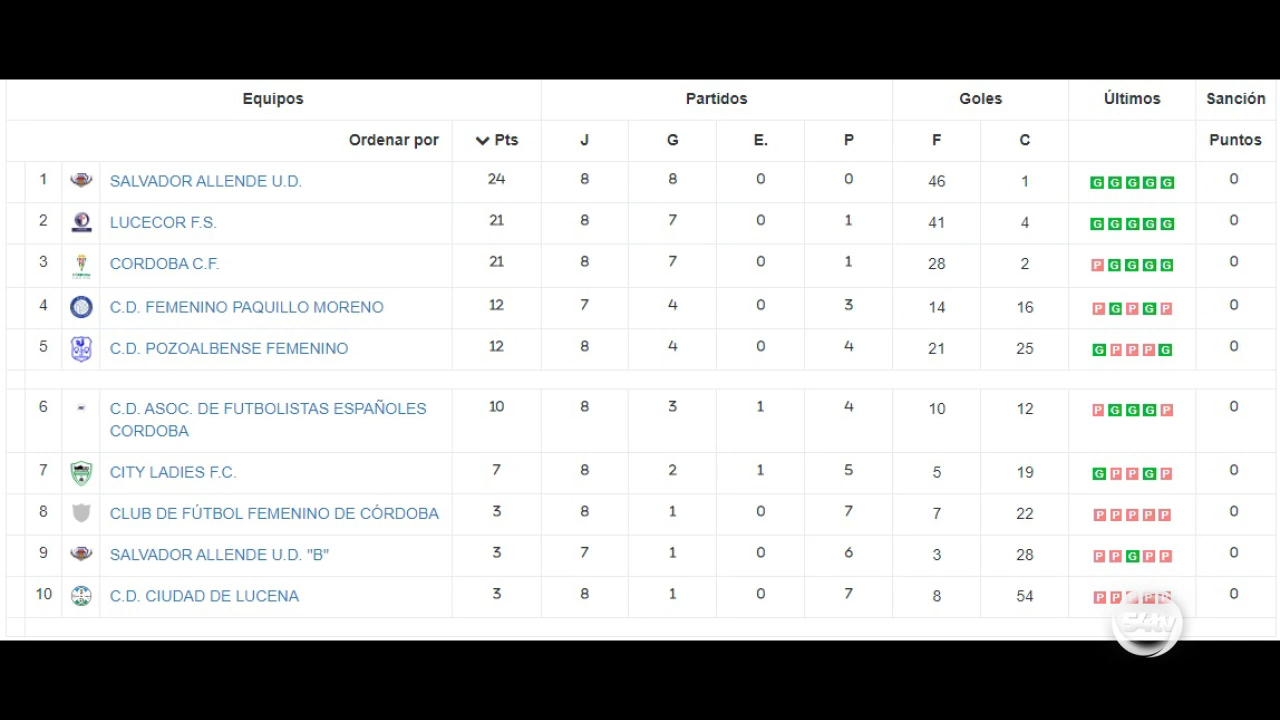 Equipos Partidos Goles Últimos Sanción
Ordenar por Pts J G E. P F C Puntos
1 SALVADOR ALLENDE U.D. 24 8 8 0 0 46 1 G G G G G 0
2 LUCECOR F.S. 21 8 7 0 1 41 4 G G G G G 0
3 CORDOBA C.F. 21 8 7 0 1 28 2 P G G G G 0
4 C.D. FEMENINO PAQUILLO MORENO 12 7 4 0 3 14 16 P G P G P 0
5 C.D. POZOALBENSE FEMENINO 12 8 4 0 4 21 25 G P P P G 0
6 C.D. ASOC. DE FUTBOLISTAS ESPAÑOLES 10 8 3 1 4 10 12 P G G G P 0
CORDOBA
7 CITY LADIES F.C. 7 8 2 1 5 5 19 G P P G P 0
8 CLUB DE FÚTBOL FEMENINO DE CÓRDOBA 3 8 1 0 7 7 22 P P P P P 0
9 SALVADOR ALLENDE U.D. "B" 3 7 1 0 6 3 28 P P G P P 0
10 C.D. CIUDAD DE LUCENA 3 8 1 0 7 8 54 P P P P P 0
54tv